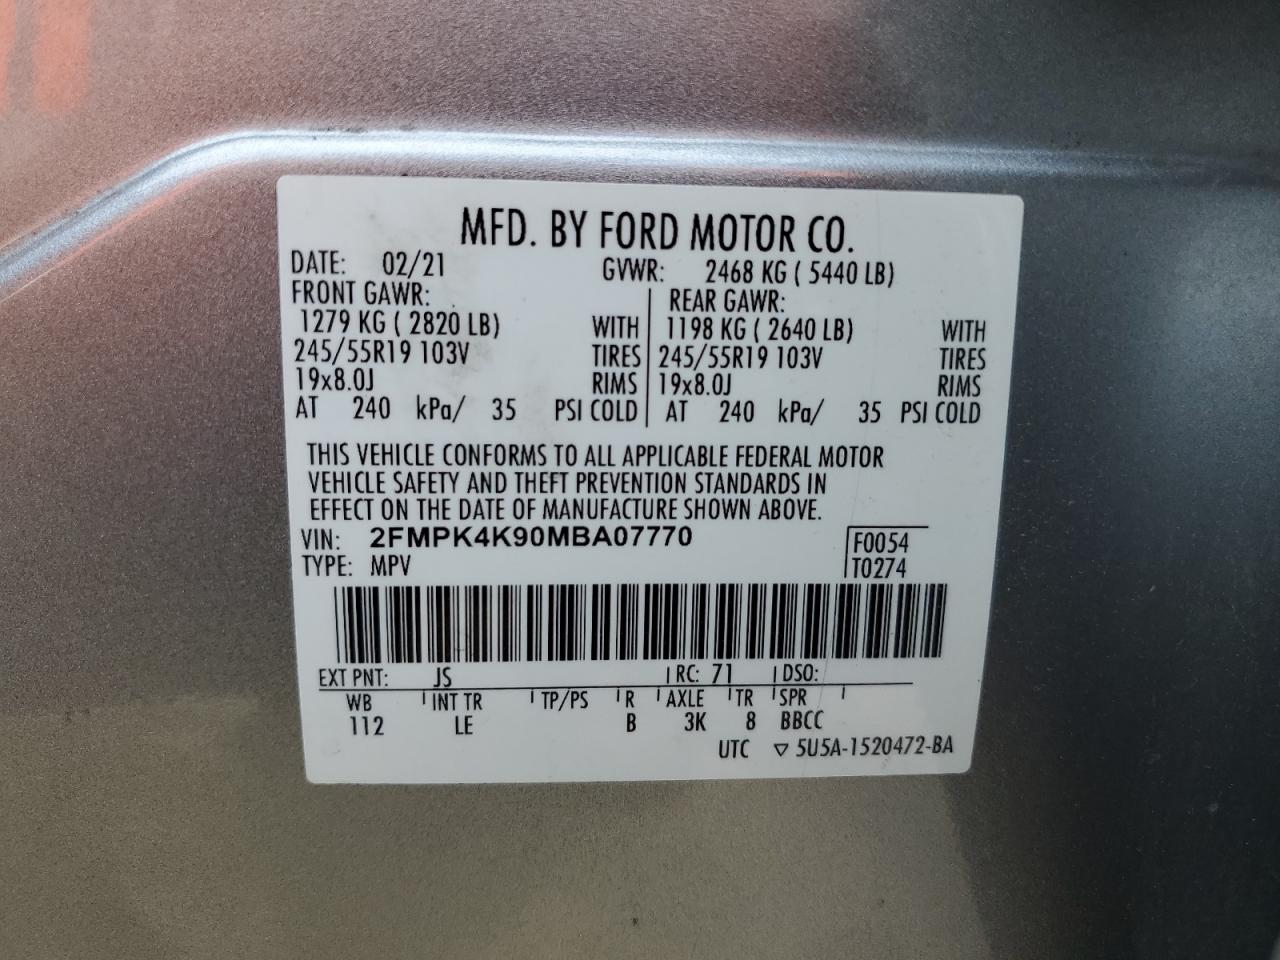 MFD. BY FORD MOTOR CO.
DATE: 02/21 GVWR: 2468 KG ( 5440 LB)
FRONT GAWR: REAR GAWR:
1279 KG ( 2820 LB) WITH 1198 KG ( 2640 LB) WITH
245/55R19 103V TIRES 245/55R19 103V TIRES
19x8.0J RIMS 19x8.0J RIMS
AT 240 kPa/ 35 PSI COLD AT 240 kPa/ 35 PSI COLD
THIS VEHICLE CONFORMS TO ALL APPLICABLE FEDERAL MOTOR
VEHICLE SAFETY AND THEFT PREVENTION STANDARDS IN
EFFECT ON THE DATE OF MANUFACTURE SHOWN ABOVE.
VIN: 2FMPK4K90MBA07770 F0054
TYPE: MPV T0274
EXT PNT: JS RC: 71 DSO:
WB INT TR TP/PS R AXLE TR SPR
112 LE B 3K 8 BBCC
UTC ▽ 5U5A-1520472-BA